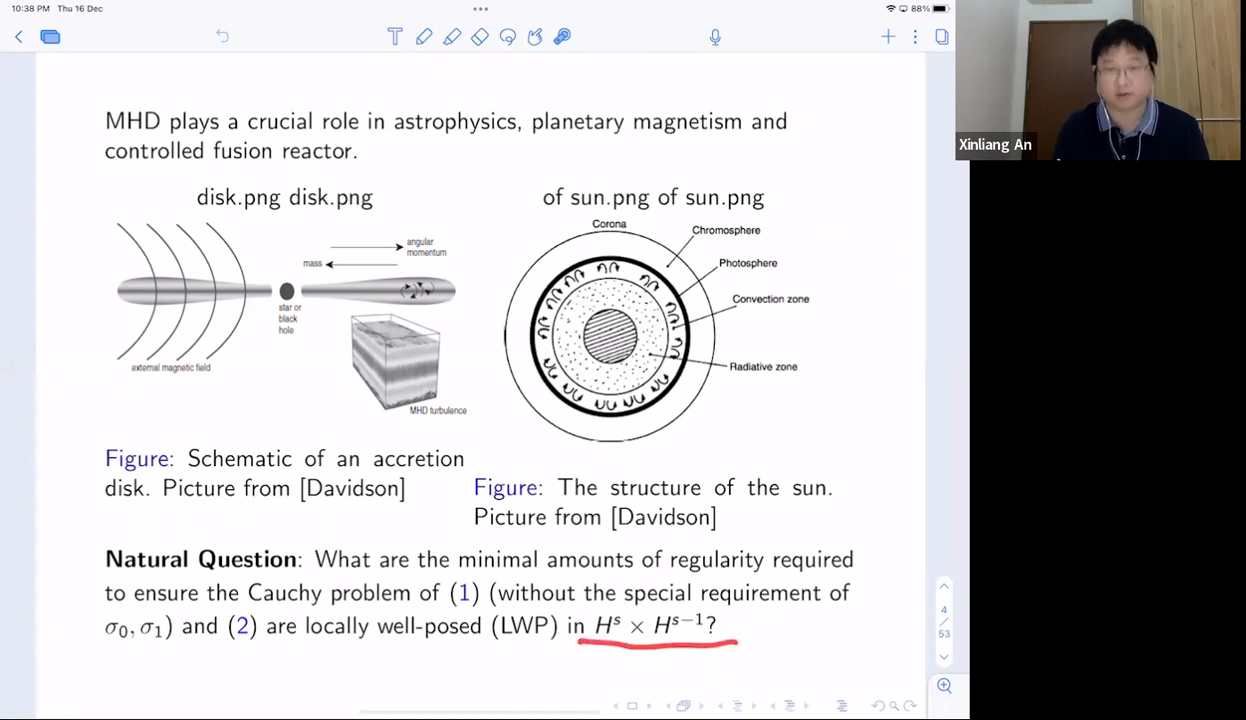 10:38 PM Thu 16 Dec
88%
MHD plays a crucial role in astrophysics, planetary magnetism and
controlled fusion reactor.
disk.png disk.png
angular
momentum
mass
star or
black
hole
external magnetic field
MHD turbulence
Figure: Schematic of an accretion
disk. Picture from [Davidson]
of sun.png of sun.png
Corona
Chromosphere
Photosphere
Convection zone
Radiative zone
Figure: The structure of the sun.
Picture from [Davidson]
Natural Question: What are the minimal amounts of regularity required
to ensure the Cauchy problem of (1) (without the special requirement of
σ₀, σ₁) and (2) are locally well-posed (LWP) in Hˢ × Hˢ⁻¹?
4
/
53
Xinliang An